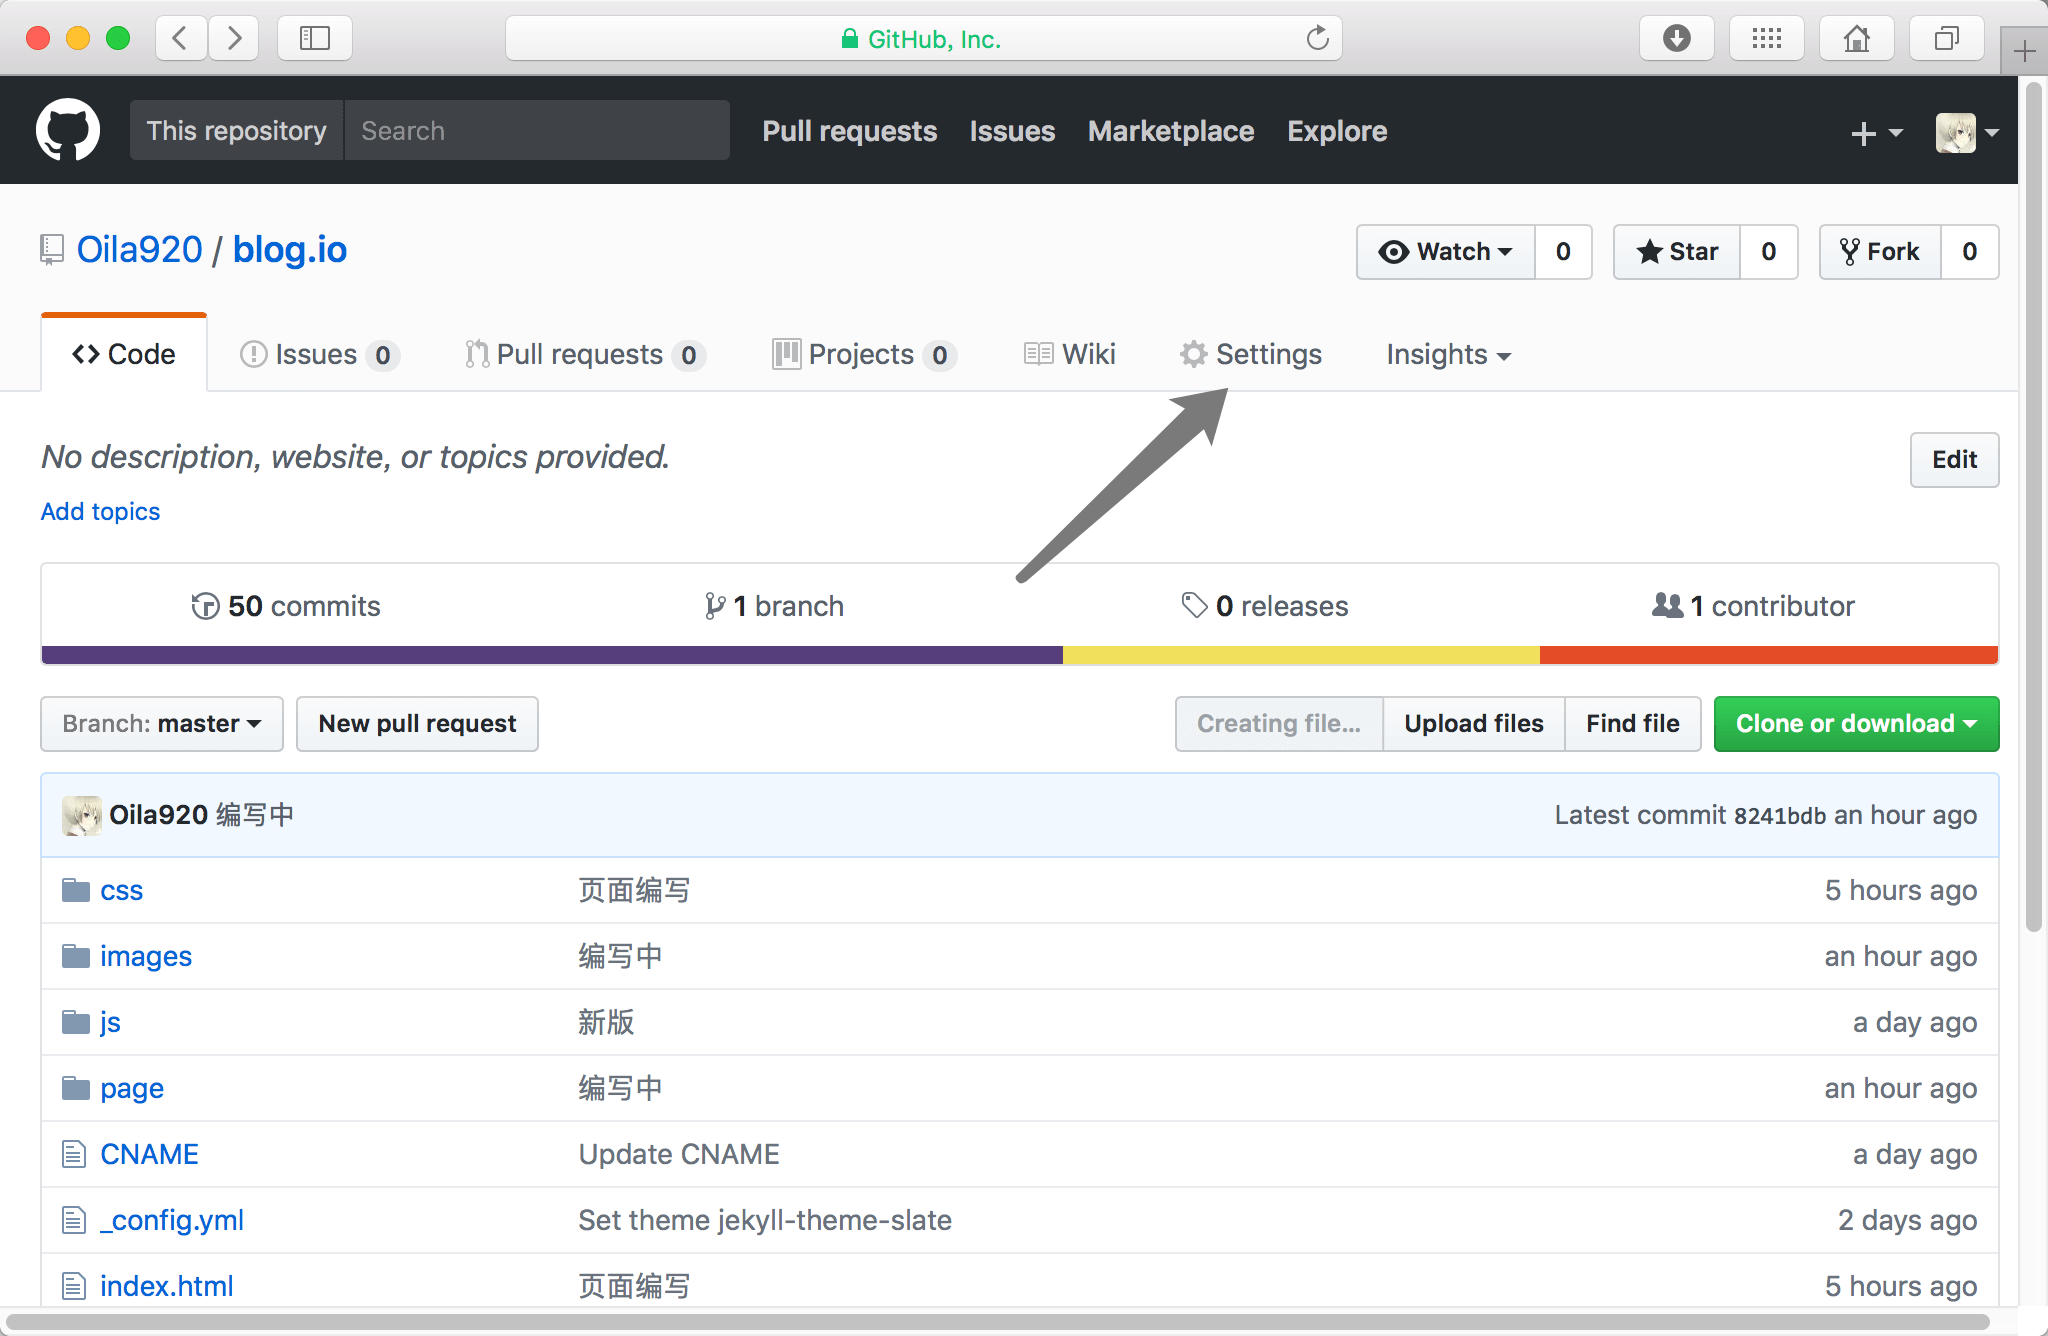 GitHub, Inc.
This repository Search Pull requests Issues Marketplace Explore
Oila920 / blog.io Watch 0 Star 0 Fork 0
Code Issues 0 Pull requests 0 Projects 0 Wiki Settings Insights
No description, website, or topics provided. Edit
Add topics
50 commits 1 branch 0 releases 1 contributor
Branch: master New pull request Creating file... Upload files Find file Clone or download
Oila920 编写中 Latest commit 8241bdb an hour ago
css 页面编写 5 hours ago
images 编写中 an hour ago
js 新版 a day ago
page 编写中 an hour ago
CNAME Update CNAME a day ago
_config.yml Set theme jekyll-theme-slate 2 days ago
index.html 页面编写 5 hours ago